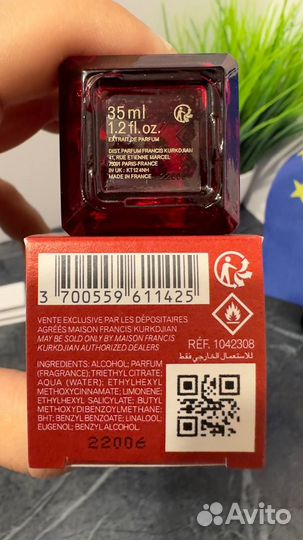 35 ml
1.2 fl.oz.
EXTRAIT DE PARFUM
DIST. PARFUM FRANCIS KURKDJIAN
41, RUE ETIENNE MARCEL
75001 PARIS-FRANCE
IN UK : KT12 4NH
MADE IN FRANCE
22006
3 700559 611425
VENTE EXCLUSIVE PAR LES DÉPOSITAIRES
AGRÉÉS MAISON FRANCIS KURKDJIAN
MAY BE SOLD ONLY BY MAISON FRANCIS
KURKDJIAN AUTHORIZED DEALERS
RÉF. 1042308
للاستعمال الخارجي فقط
INGREDIENTS: ALCOHOL; PARFUM
(FRAGRANCE); TRIETHYL CITRATE;
AQUA (WATER); ETHYLHEXYL
METHOXYCINNAMATE; LIMONENE;
ETHYLHEXYL SALICYLATE; BUTYL
METHOXYDIBENZOYLMETHANE;
BHT; BENZYL BENZOATE; LINALOOL;
EUGENOL; BENZYL ALCOHOL.
22006
Avito